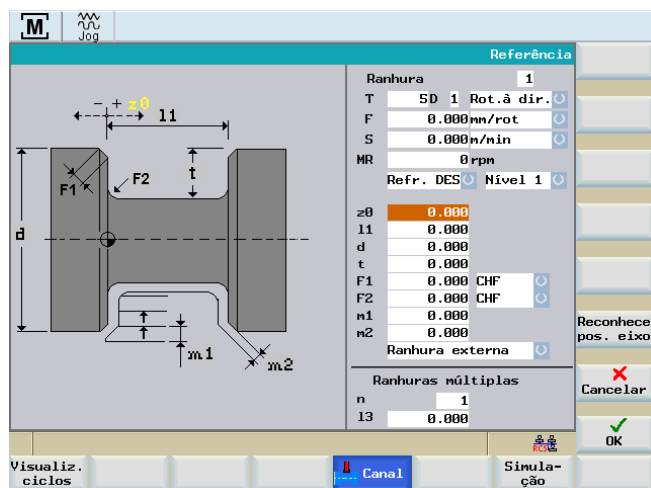 M
Jog
Referência
Ranhura 1
T 5 D 1 Rot.à dir.
F 0.000 mm/rot
S 0.000 m/min
MR 0 rpm
Refr. DES Nível 1
z0 0.000
l1 0.000
d 0.000
t 0.000
F1 0.000 CHF
F2 0.000 CHF
m1 0.000
m2 0.000
Ranhura externa
Ranhuras múltiplas
n 1
l3 0.000
- + z0
l1
t
F1
F2
d
m1
m2
Reconhece
pos. eixo
Cancelar
OK
RCS
Visualiz.
ciclos
Canal
Simula-
ção